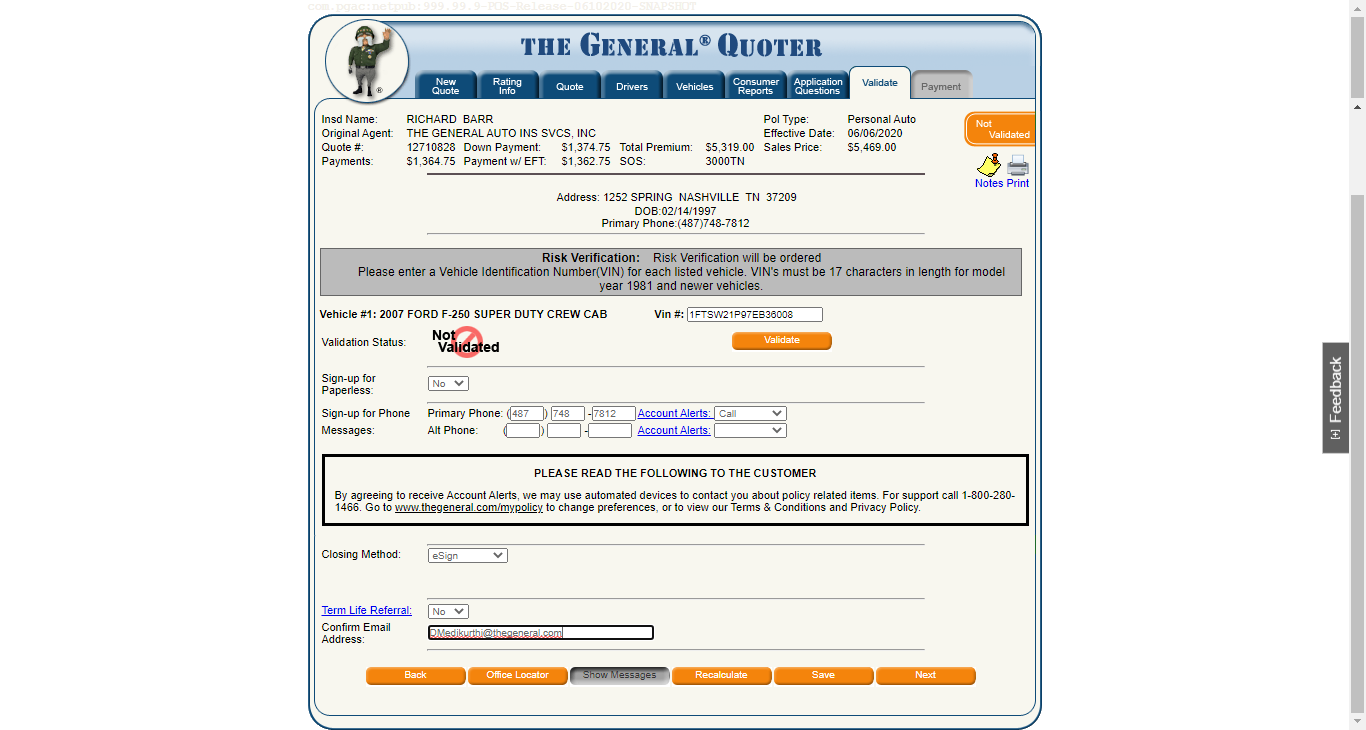 com.pgac:netpub:999.99.9-POS-Release-06102020-SNAPSHOT
THE GENERAL® QUOTER
New Quote
Rating Info
Quote
Drivers
Vehicles
Consumer Reports
Application Questions
Validate
Payment
Insd Name: RICHARD BARR Pol Type: Personal Auto
Original Agent: THE GENERAL AUTO INS SVCS, INC Effective Date: 06/06/2020
Quote #: 12710828 Down Payment: $1,374.75 Total Premium: $5,319.00 Sales Price: $5,469.00
Payments: $1,364.75 Payment w/ EFT: $1,362.75 SOS: 3000TN
Not
Validated
Notes Print
Address: 1252 SPRING NASHVILLE TN 37209
DOB:02/14/1997
Primary Phone:(487)748-7812
Risk Verification: Risk Verification will be ordered
Please enter a Vehicle Identification Number(VIN) for each listed vehicle. VIN's must be 17 characters in length for model
year 1981 and newer vehicles.
Vehicle #1: 2007 FORD F-250 SUPER DUTY CREW CAB Vin #: 1FTSW21P97EB36008
Validation Status: Not Validated Validate
Sign-up for
Paperless: No
Sign-up for Phone Primary Phone: (487) 748 -7812 Account Alerts: Call
Messages: Alt Phone: ( ) - Account Alerts:
PLEASE READ THE FOLLOWING TO THE CUSTOMER
By agreeing to receive Account Alerts, we may use automated devices to contact you about policy related items. For support call 1-800-280-
1466. Go to www.thegeneral.com/mypolicy to change preferences, or to view our Terms & Conditions and Privacy Policy.
Closing Method: eSign
Term Life Referral: No
Confirm Email
Address: DMedikurthi@thegeneral.com
Back Office Locator Show Messages Recalculate Save Next
[+] Feedback